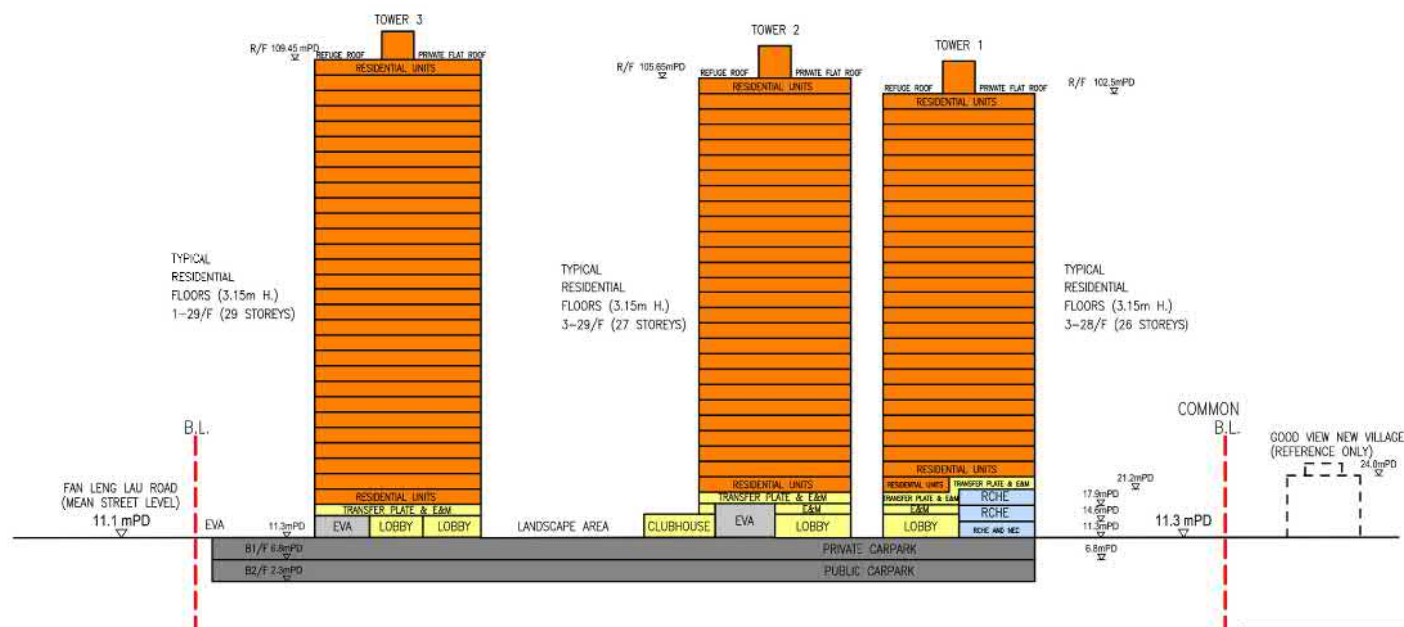 TOWER 3
R/F 109.45 mPD
REFUGE ROOF
PRIVATE FLAT ROOF
RESIDENTIAL UNITS
TOWER 2
R/F 105.65mPD
REFUGE ROOF
PRIVATE FLAT ROOF
RESIDENTIAL UNITS
TOWER 1
R/F 102.5mPD
REFUGE ROOF
PRIVATE FLAT ROOF
RESIDENTIAL UNITS
TYPICAL
RESIDENTIAL
FLOORS (3.15m H.)
1-29/F (29 STOREYS)
TYPICAL
RESIDENTIAL
FLOORS (3.15m H.)
3-29/F (27 STOREYS)
TYPICAL
RESIDENTIAL
FLOORS (3.15m H.)
3-28/F (26 STOREYS)
B.L.
COMMON
B.L.
GOOD VIEW NEW VILLAGE
(REFERENCE ONLY)
24.0mPD
FAN LENG LAU ROAD
(MEAN STREET LEVEL)
11.1 mPD
EVA
11.3mPD
RESIDENTIAL UNITS
TRANSFER PLATE & E&M
EVA
LOBBY
LOBBY
LANDSCAPE AREA
CLUBHOUSE
RESIDENTIAL UNITS
TRANSFER PLATE & E&M
EVA
E&M
LOBBY
RESIDENTIAL UNITS
RESIDENTIAL UNITS
TRANSFER PLATE & E&M
TRANSFER PLATE & E&M
E&M
LOBBY
RCHE
RCHE
RCHE AND NEC
21.2mPD
17.9mPD
14.6mPD
11.3mPD
6.8mPD
11.3 mPD
B1/F 6.8mPD
PRIVATE CARPARK
B2/F 2.3mPD
PUBLIC CARPARK